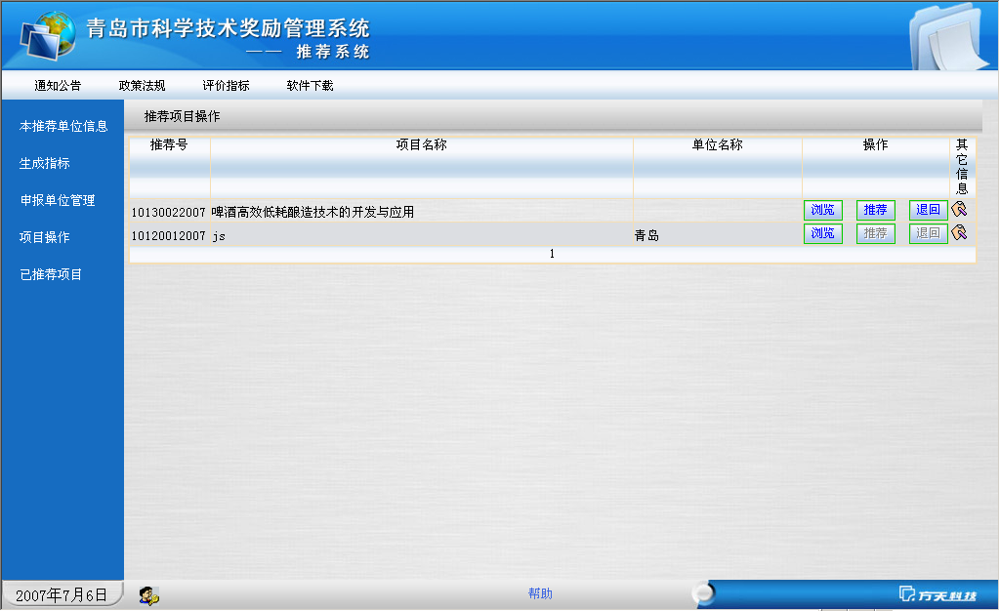 青岛市科学技术奖励管理系统
—— 推荐系统
通知公告 政策法规 评价指标 软件下载
本推荐单位信息
生成指标
申报单位管理
项目操作
已推荐项目
推荐项目操作
推荐号 项目名称 单位名称 操作 其它信息
10130022007 啤酒高效低耗酿造技术的开发与应用 浏览 推荐 退回
10120012007 js 青岛 浏览 推荐 退回
1
2007年7月6日 帮助 方天科技